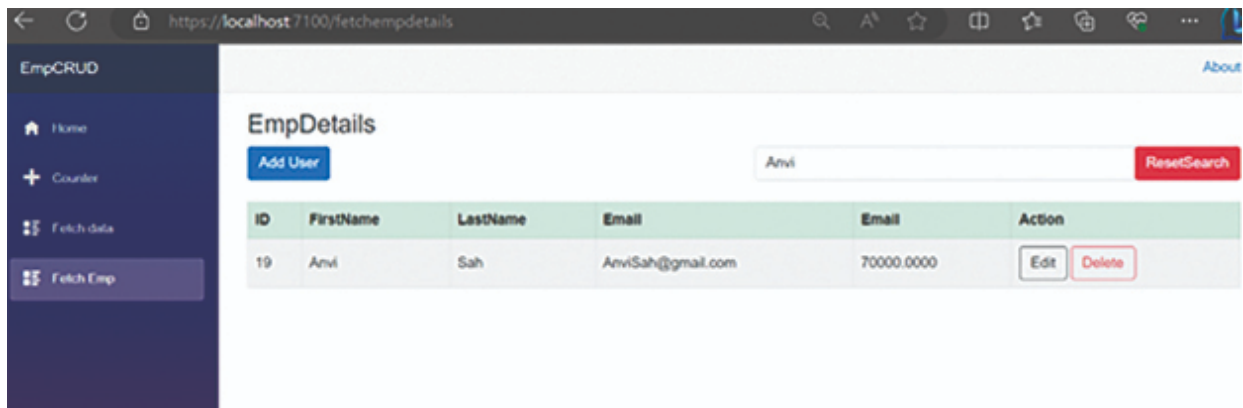 https://localhost:7100/fetchempdetails
EmpCRUD
About
Home
Counter
Fetch data
Fetch Emp
EmpDetails
Add User
Anvi
ResetSearch
ID FirstName LastName Email Email Action
19 Anvi Sah AnviSah@gmail.com 70000.0000 Edit Delete